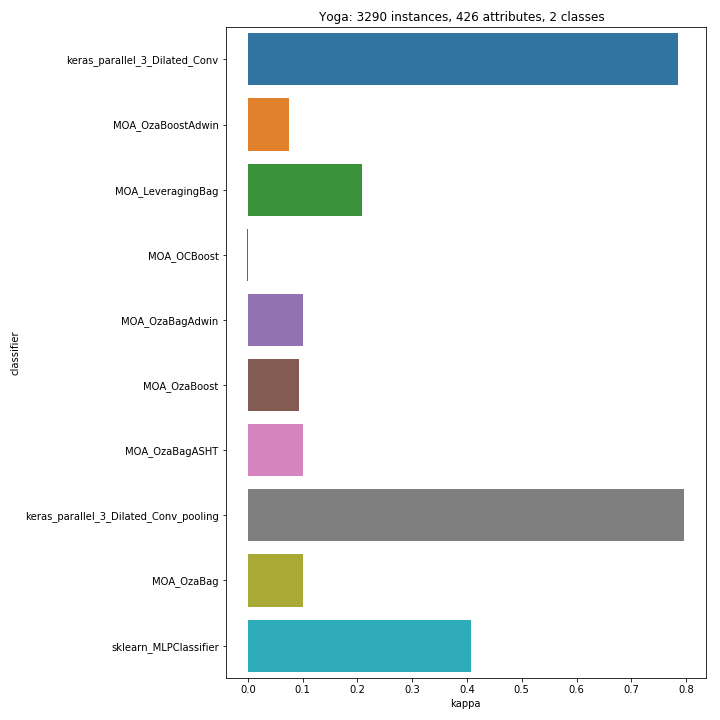 Yoga: 3290 instances, 426 attributes, 2 classes
classifier
keras_parallel_3_Dilated_Conv
MOA_OzaBoostAdwin
MOA_LeveragingBag
MOA_OCBoost
MOA_OzaBagAdwin
MOA_OzaBoost
MOA_OzaBagASHT
keras_parallel_3_Dilated_Conv_pooling
MOA_OzaBag
sklearn_MLPClassifier
0.0 0.1 0.2 0.3 0.4 0.5 0.6 0.7 0.8
kappa